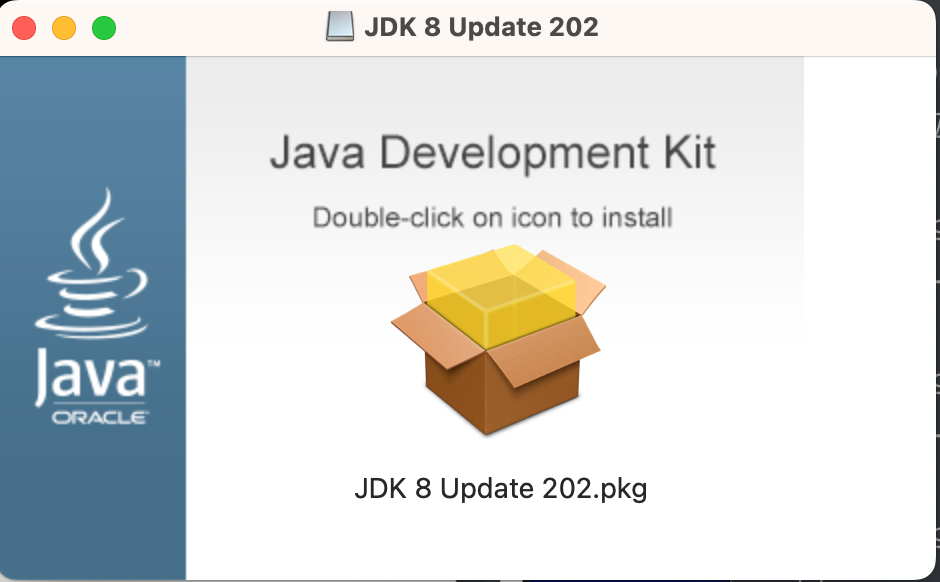 JDK 8 Update 202
Java Development Kit
Double-click on icon to install
Java™
ORACLE
JDK 8 Update 202.pkg